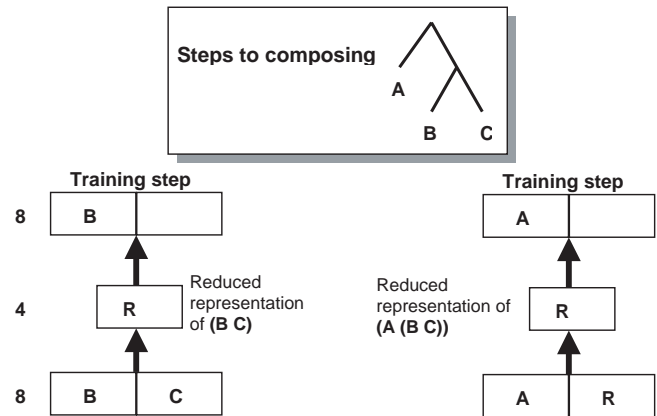 Steps to composing
A
B C
Training step
Training step
8 B
A
4 R
Reduced
representation
of (B C)
Reduced
representation of
(A (B C))
R
8 B C
A R